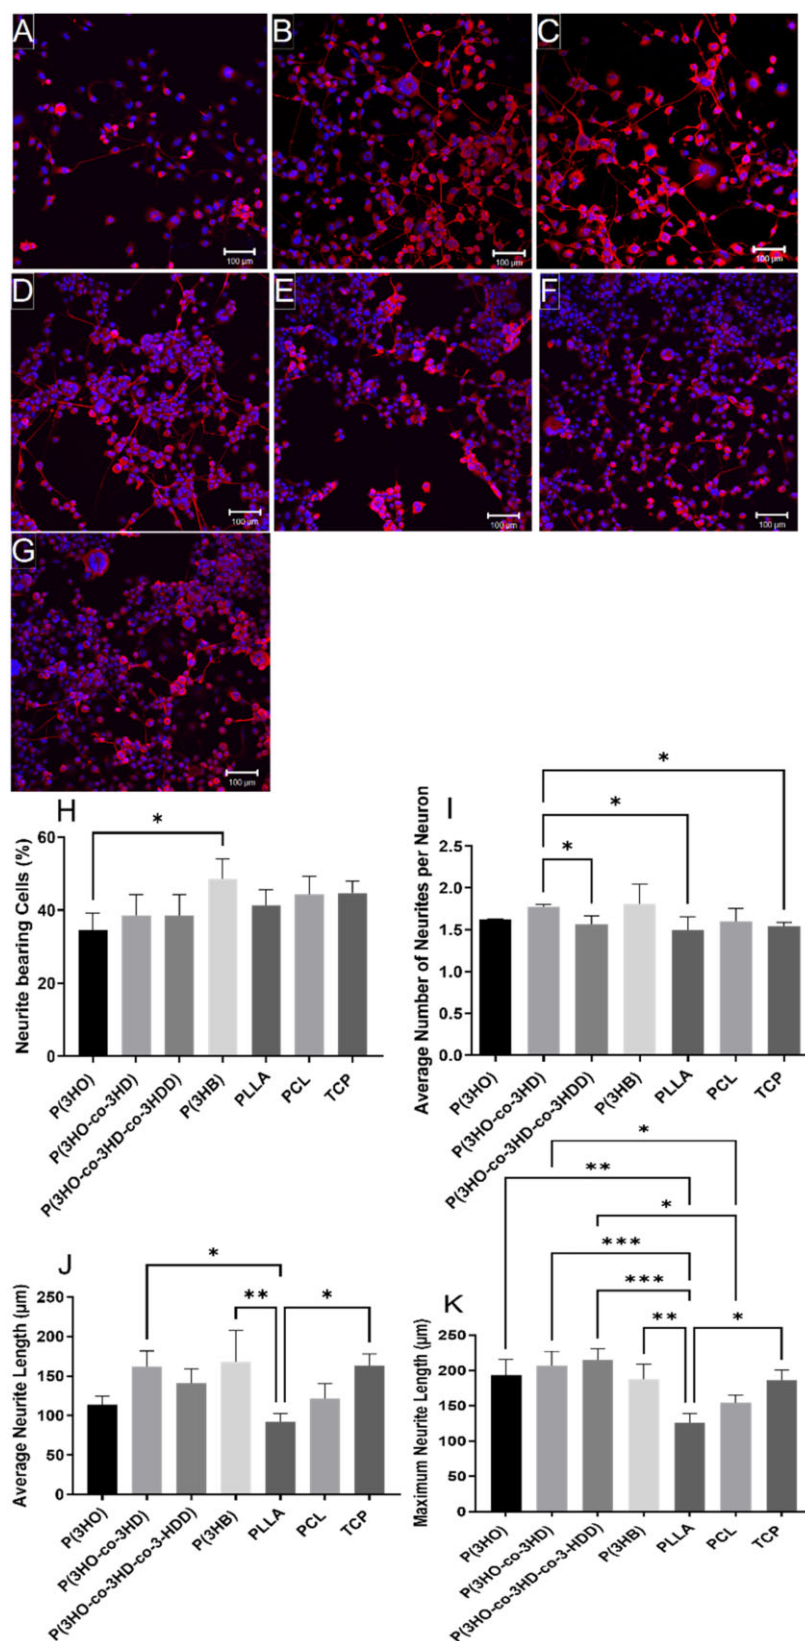 A
B
C
100 µm
100 µm
100 µm
D
E
F
100 µm
100 µm
100 µm
G
100 µm
H
*
Neurite bearing Cells (%)
60
40
20
0
P(3HO)
P(3HO-co-3HD)
P(3HO-co-3HD-co-3HDD)
P(3HB)
PLLA
PCL
TCP
I
*
*
*
Average Number of Neurites per Neuron
2.5
2.0
1.5
1.0
0.5
0.0
P(3HO)
P(3HO-co-3HD)
P(3HO-co-3HD-co-3HDD)
P(3HB)
PLLA
PCL
TCP
J
*
**
*
Average Neurite Length (µm)
250
200
150
100
50
0
P(3HO)
P(3HO-co-3HD)
P(3HO-co-3HD-co-3-HDD)
P(3HB)
PLLA
PCL
TCP
K
*
**
*
***
***
**
*
Maximum Neurite Length (µm)
250
200
150
100
50
0
P(3HO)
P(3HO-co-3HD)
P(3HO-co-3HD-co-3-HDD)
P(3HB)
PLLA
PCL
TCP